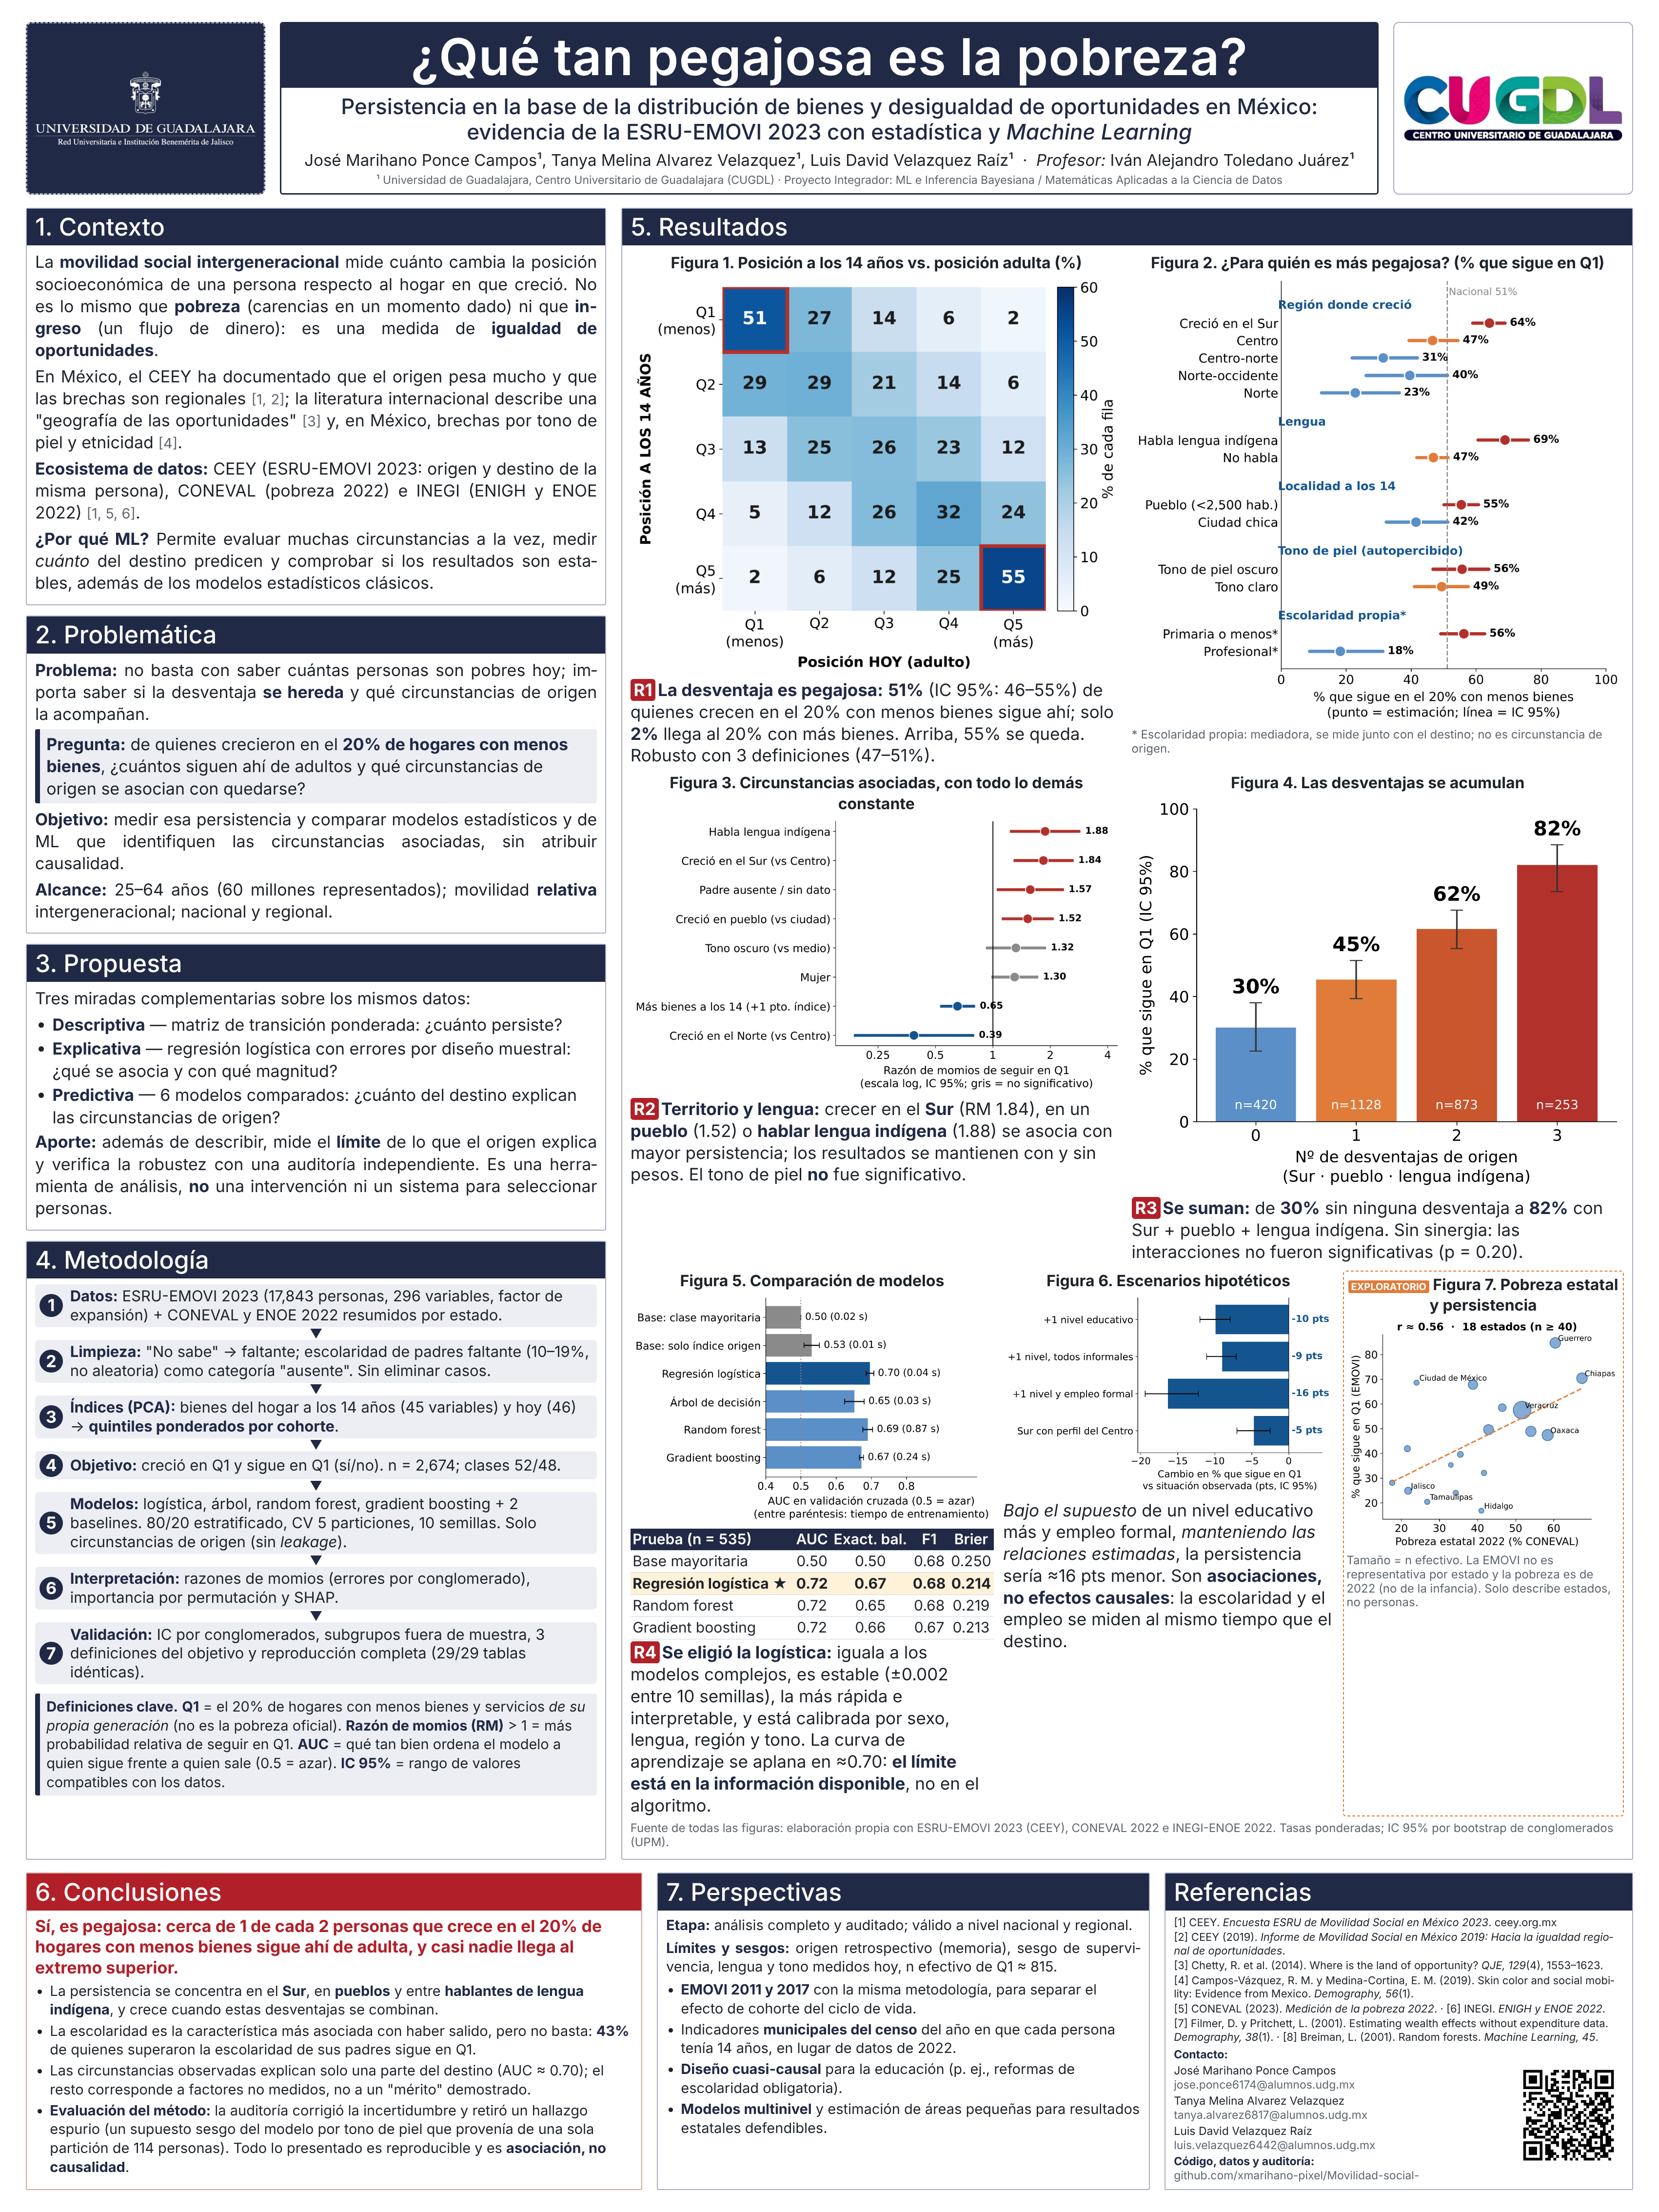 UNIVERSIDAD DE GUADALAJARA
Red Universitaria e Institución Benemérita de Jalisco
¿Qué tan pegajosa es la pobreza?
Persistencia en la base de la distribución de bienes y desigualdad de oportunidades en México:
evidencia de la ESRU-EMOVI 2023 con estadística y Machine Learning
José Marihano Ponce Campos¹, Tanya Melina Alvarez Velazquez¹, Luis David Velazquez Raíz¹ · Profesor: Iván Alejandro Toledano Juárez¹
¹ Universidad de Guadalajara, Centro Universitario de Guadalajara (CUGDL) · Proyecto Integrador: ML e Inferencia Bayesiana / Matemáticas Aplicadas a la Ciencia de Datos
CUGDL
CENTRO UNIVERSITARIO DE GUADALAJARA
1. Contexto
La movilidad social intergeneracional mide cuánto cambia la posición
socioeconómica de una persona respecto al hogar en que creció. No
es lo mismo que pobreza (carencias en un momento dado) ni que in-
greso (un flujo de dinero): es una medida de igualdad de
oportunidades.
En México, el CEEY ha documentado que el origen pesa mucho y que
las brechas son regionales [1, 2]; la literatura internacional describe una
"geografía de las oportunidades" [3] y, en México, brechas por tono de
piel y etnicidad [4].
Ecosistema de datos: CEEY (ESRU-EMOVI 2023: origen y destino de la
misma persona), CONEVAL (pobreza 2022) e INEGI (ENIGH y ENOE
2022) [1, 5, 6].
¿Por qué ML? Permite evaluar muchas circunstancias a la vez, medir
cuánto del destino predicen y comprobar si los resultados son esta-
bles, además de los modelos estadísticos clásicos.
2. Problemática
Problema: no basta con saber cuántas personas son pobres hoy; im-
porta saber si la desventaja se hereda y qué circunstancias de origen
la acompañan.
Pregunta: de quienes crecieron en el 20% de hogares con menos
bienes, ¿cuántos siguen ahí de adultos y qué circunstancias de
origen se asocian con quedarse?
Objetivo: medir esa persistencia y comparar modelos estadísticos y de
ML que identifiquen las circunstancias asociadas, sin atribuir
causalidad.
Alcance: 25–64 años (60 millones representados); movilidad relativa
intergeneracional; nacional y regional.
3. Propuesta
Tres miradas complementarias sobre los mismos datos:
• Descriptiva — matriz de transición ponderada: ¿cuánto persiste?
• Explicativa — regresión logística con errores por diseño muestral:
¿qué se asocia y con qué magnitud?
• Predictiva — 6 modelos comparados: ¿cuánto del destino explican
las circunstancias de origen?
Aporte: además de describir, mide el límite de lo que el origen explica
y verifica la robustez con una auditoría independiente. Es una herra-
mienta de análisis, no una intervención ni un sistema para seleccionar
personas.
4. Metodología
1 Datos: ESRU-EMOVI 2023 (17,843 personas, 296 variables, factor de
expansión) + CONEVAL y ENOE 2022 resumidos por estado.
2 Limpieza: "No sabe" → faltante; escolaridad de padres faltante (10–19%,
no aleatoria) como categoría "ausente". Sin eliminar casos.
3 Índices (PCA): bienes del hogar a los 14 años (45 variables) y hoy (46)
→ quintiles ponderados por cohorte.
4 Objetivo: creció en Q1 y sigue en Q1 (sí/no). n = 2,674; clases 52/48.
5 Modelos: logística, árbol, random forest, gradient boosting + 2
baselines. 80/20 estratificado, CV 5 particiones, 10 semillas. Solo
circunstancias de origen (sin leakage).
6 Interpretación: razones de momios (errores por conglomerado),
importancia por permutación y SHAP.
7 Validación: IC por conglomerados, subgrupos fuera de muestra, 3
definiciones del objetivo y reproducción completa (29/29 tablas
idénticas).
Definiciones clave. Q1 = el 20% de hogares con menos bienes y servicios de su
propia generación (no es la pobreza oficial). Razón de momios (RM) > 1 = más
probabilidad relativa de seguir en Q1. AUC = qué tan bien ordena el modelo a
quien sigue frente a quien sale (0.5 = azar). IC 95% = rango de valores
compatibles con los datos.
5. Resultados
Figura 1. Posición a los 14 años vs. posición adulta (%)
Posición A LOS 14 AÑOS
Q1
(menos)
51 27 14 6 2
Q2 29 29 21 14 6
Q3 13 25 26 23 12
Q4 5 12 26 32 24
Q5
(más)
2 6 12 25 55
Q1
(menos)
Q2 Q3 Q4
Q5
(más)
Posición HOY (adulto)
60
50
40
30
20
10
0
% de cada fila
R1 La desventaja es pegajosa: 51% (IC 95%: 46–55%) de
quienes crecen en el 20% con menos bienes sigue ahí; solo
2% llega al 20% con más bienes. Arriba, 55% se queda.
Robusto con 3 definiciones (47–51%).
Figura 2. ¿Para quién es más pegajosa? (% que sigue en Q1)
Nacional 51%
Región donde creció
Creció en el Sur 64%
Centro 47%
Centro-norte 31%
Norte-occidente 40%
Norte 23%
Lengua
Habla lengua indígena 69%
No habla 47%
Localidad a los 14
Pueblo (<2,500 hab.) 55%
Ciudad chica 42%
Tono de piel (autopercibido)
Tono de piel oscuro 56%
Tono claro 49%
Escolaridad propia*
Primaria o menos* 56%
Profesional* 18%
0 20 40 60 80 100
% que sigue en el 20% con menos bienes
(punto = estimación; línea = IC 95%)
* Escolaridad propia: mediadora, se mide junto con el destino; no es circunstancia de
origen.
Figura 3. Circunstancias asociadas, con todo lo demás
constante
Habla lengua indígena 1.88
Creció en el Sur (vs Centro) 1.84
Padre ausente / sin dato 1.57
Creció en pueblo (vs ciudad) 1.52
Tono oscuro (vs medio) 1.32
Mujer 1.30
Más bienes a los 14 (+1 pto. índice) 0.65
Creció en el Norte (vs Centro) 0.39
0.25 0.5 1 2 4
Razón de momios de seguir en Q1
(escala log, IC 95%; gris = no significativo)
R2 Territorio y lengua: crecer en el Sur (RM 1.84), en un
pueblo (1.52) o hablar lengua indígena (1.88) se asocia con
mayor persistencia; los resultados se mantienen con y sin
pesos. El tono de piel no fue significativo.
Figura 4. Las desventajas se acumulan
% que sigue en Q1 (IC 95%)
100
80
60
40
20
0
30% 45% 62% 82%
n=420 n=1128 n=873 n=253
0 1 2 3
Nº de desventajas de origen
(Sur · pueblo · lengua indígena)
R3 Se suman: de 30% sin ninguna desventaja a 82% con
Sur + pueblo + lengua indígena. Sin sinergia: las
interacciones no fueron significativas (p = 0.20).
Figura 5. Comparación de modelos
Base: clase mayoritaria 0.50 (0.02 s)
Base: solo índice origen 0.53 (0.01 s)
Regresión logística 0.70 (0.04 s)
Árbol de decisión 0.65 (0.03 s)
Random forest 0.69 (0.87 s)
Gradient boosting 0.67 (0.24 s)
0.4 0.5 0.6 0.7 0.8
AUC en validación cruzada (0.5 = azar)
(entre paréntesis: tiempo de entrenamiento)
Prueba (n = 535) AUC Exact. bal. F1 Brier
Base mayoritaria 0.50 0.50 0.68 0.250
Regresión logística ★ 0.72 0.67 0.68 0.214
Random forest 0.72 0.65 0.68 0.219
Gradient boosting 0.72 0.66 0.67 0.213
R4 Se eligió la logística: iguala a los
modelos complejos, es estable (±0.002
entre 10 semillas), la más rápida e
interpretable, y está calibrada por sexo,
lengua, región y tono. La curva de
aprendizaje se aplana en ≈0.70: el límite
está en la información disponible, no en el
algoritmo.
Figura 6. Escenarios hipotéticos
+1 nivel educativo -10 pts
+1 nivel, todos informales -9 pts
+1 nivel y empleo formal -16 pts
Sur con perfil del Centro -5 pts
−20 −15 −10 −5 0
Cambio en % que sigue en Q1
vs situación observada (pts, IC 95%)
Bajo el supuesto de un nivel educativo
más y empleo formal, manteniendo las
relaciones estimadas, la persistencia
sería ≈16 pts menor. Son asociaciones,
no efectos causales: la escolaridad y el
empleo se miden al mismo tiempo que el
destino.
EXPLORATORIO Figura 7. Pobreza estatal
y persistencia
r ≈ 0.56 · 18 estados (n ≥ 40)
% que sigue en Q1 (EMOVI)
80
70
60
50
40
30
20
Guerrero
Chiapas
Ciudad de México
Veracruz
Oaxaca
Jalisco
Tamaulipas
Hidalgo
20 30 40 50 60
Pobreza estatal 2022 (% CONEVAL)
Tamaño = n efectivo. La EMOVI no es
representativa por estado y la pobreza es de
2022 (no de la infancia). Solo describe estados,
no personas.
Fuente de todas las figuras: elaboración propia con ESRU-EMOVI 2023 (CEEY), CONEVAL 2022 e INEGI-ENOE 2022. Tasas ponderadas; IC 95% por bootstrap de conglomerados
(UPM).
6. Conclusiones
Sí, es pegajosa: cerca de 1 de cada 2 personas que crece en el 20% de
hogares con menos bienes sigue ahí de adulta, y casi nadie llega al
extremo superior.
• La persistencia se concentra en el Sur, en pueblos y entre hablantes de lengua
indígena, y crece cuando estas desventajas se combinan.
• La escolaridad es la característica más asociada con haber salido, pero no basta: 43%
de quienes superaron la escolaridad de sus padres sigue en Q1.
• Las circunstancias observadas explican solo una parte del destino (AUC ≈ 0.70); el
resto corresponde a factores no medidos, no a un "mérito" demostrado.
• Evaluación del método: la auditoría corrigió la incertidumbre y retiró un hallazgo
espurio (un supuesto sesgo del modelo por tono de piel que provenía de una sola
partición de 114 personas). Todo lo presentado es reproducible y es asociación, no
causalidad.
7. Perspectivas
Etapa: análisis completo y auditado; válido a nivel nacional y regional.
Límites y sesgos: origen retrospectivo (memoria), sesgo de supervi-
vencia, lengua y tono medidos hoy, n efectivo de Q1 ≈ 815.
• EMOVI 2011 y 2017 con la misma metodología, para separar el
efecto de cohorte del ciclo de vida.
• Indicadores municipales del censo del año en que cada persona
tenía 14 años, en lugar de datos de 2022.
• Diseño cuasi-causal para la educación (p. ej., reformas de
escolaridad obligatoria).
• Modelos multinivel y estimación de áreas pequeñas para resultados
estatales defendibles.
Referencias
[1] CEEY. Encuesta ESRU de Movilidad Social en México 2023. ceey.org.mx
[2] CEEY (2019). Informe de Movilidad Social en México 2019: Hacia la igualdad regio-
nal de oportunidades.
[3] Chetty, R. et al. (2014). Where is the land of opportunity? QJE, 129(4), 1553–1623.
[4] Campos-Vázquez, R. M. y Medina-Cortina, E. M. (2019). Skin color and social mobi-
lity: Evidence from Mexico. Demography, 56(1).
[5] CONEVAL (2023). Medición de la pobreza 2022. · [6] INEGI. ENIGH y ENOE 2022.
[7] Filmer, D. y Pritchett, L. (2001). Estimating wealth effects without expenditure data.
Demography, 38(1). · [8] Breiman, L. (2001). Random forests. Machine Learning, 45.
Contacto:
José Marihano Ponce Campos
jose.ponce6174@alumnos.udg.mx
Tanya Melina Alvarez Velazquez
tanya.alvarez6817@alumnos.udg.mx
Luis David Velazquez Raíz
luis.velazquez6442@alumnos.udg.mx
Código, datos y auditoría:
github.com/xmarihano-pixel/Movilidad-social-